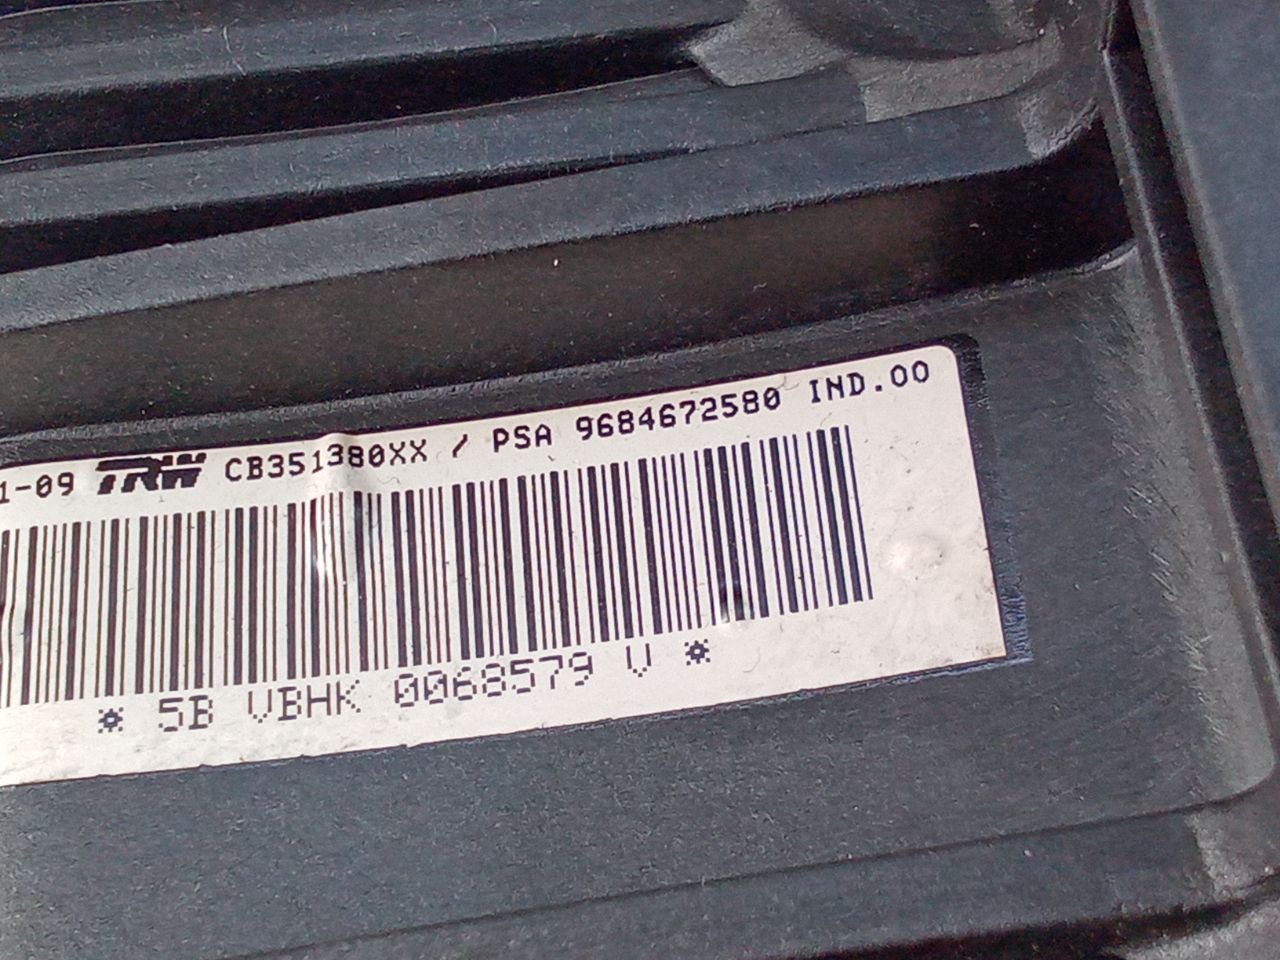 1-09 TRW CB351380XX / PSA 9684672580 IND.00
* 5B VBHK 0068579 V *